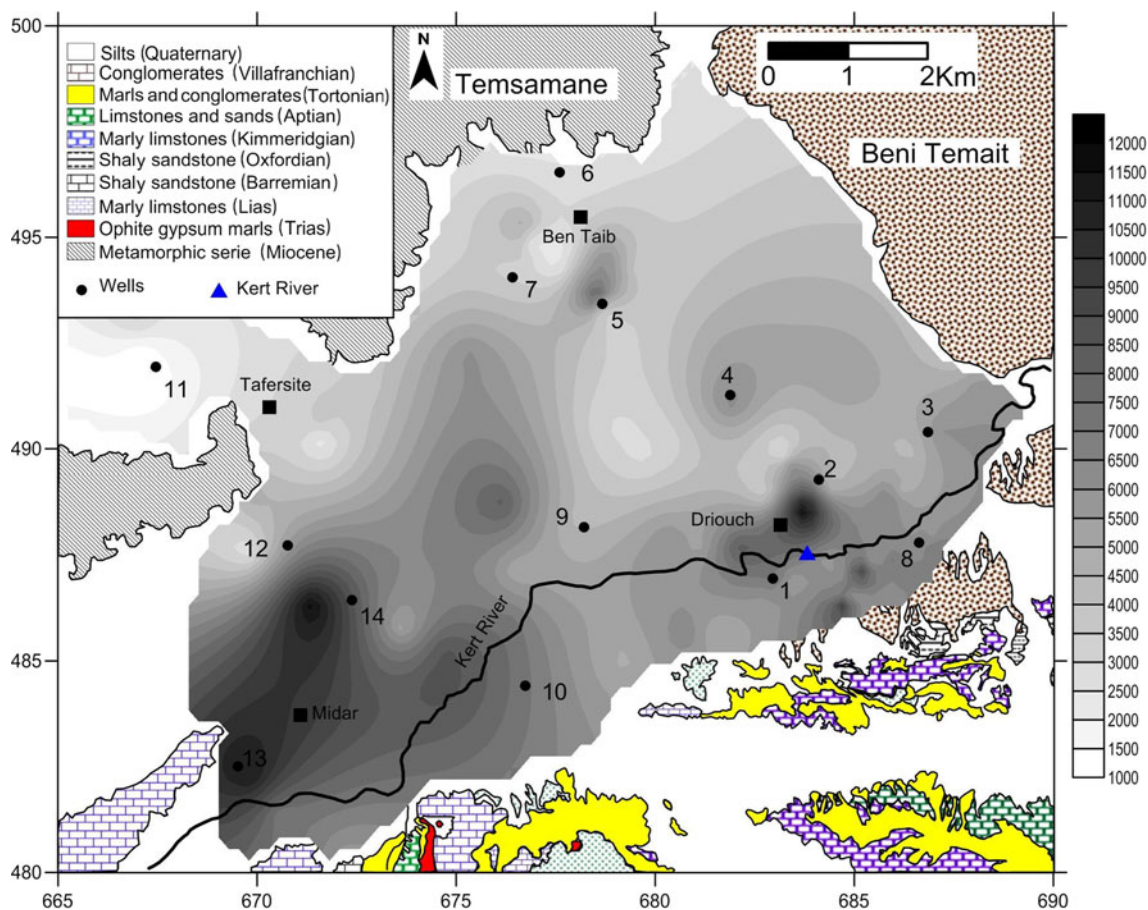 500
495
490
485
480
665
670
675
680
685
690
Silts (Quaternary)
Conglomerates (Villafranchian)
Marls and conglomerates (Tortonian)
Limstones and sands (Aptian)
Marly limstones (Kimmeridgian)
Shaly sandstone (Oxfordian)
Shaly sandstone (Barremian)
Marly limstones (Lias)
Ophite gypsum marls (Trias)
Metamorphic serie (Miocene)
Wells
Kert River
N
Temsamane
0 1 2Km
Beni Temait
6
Ben Taib
7
5
11
Tafersite
4
3
2
Driouch
9
12
8
1
14
Kert River
10
Midar
13
12000
11500
11000
10500
10000
9500
9000
8500
8000
7500
7000
6500
6000
5500
5000
4500
4000
3500
3000
2500
2000
1500
1000